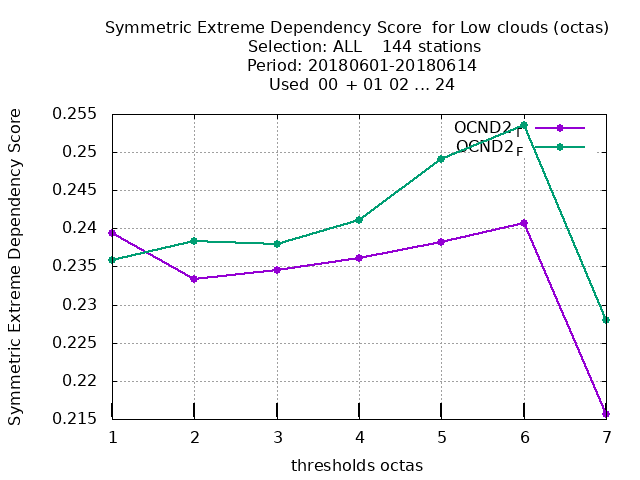 Symmetric Extreme Dependency Score  for Low clouds (octas)
Selection: ALL    144 stations
Period: 20180601-20180614
Used  00 + 01 02 ... 24
Symmetric Extreme Dependency Score
0.255
0.25
0.245
0.24
0.235
0.23
0.225
0.22
0.215
OCND2 T
OCND2 F
1 2 3 4 5 6 7
thresholds octas